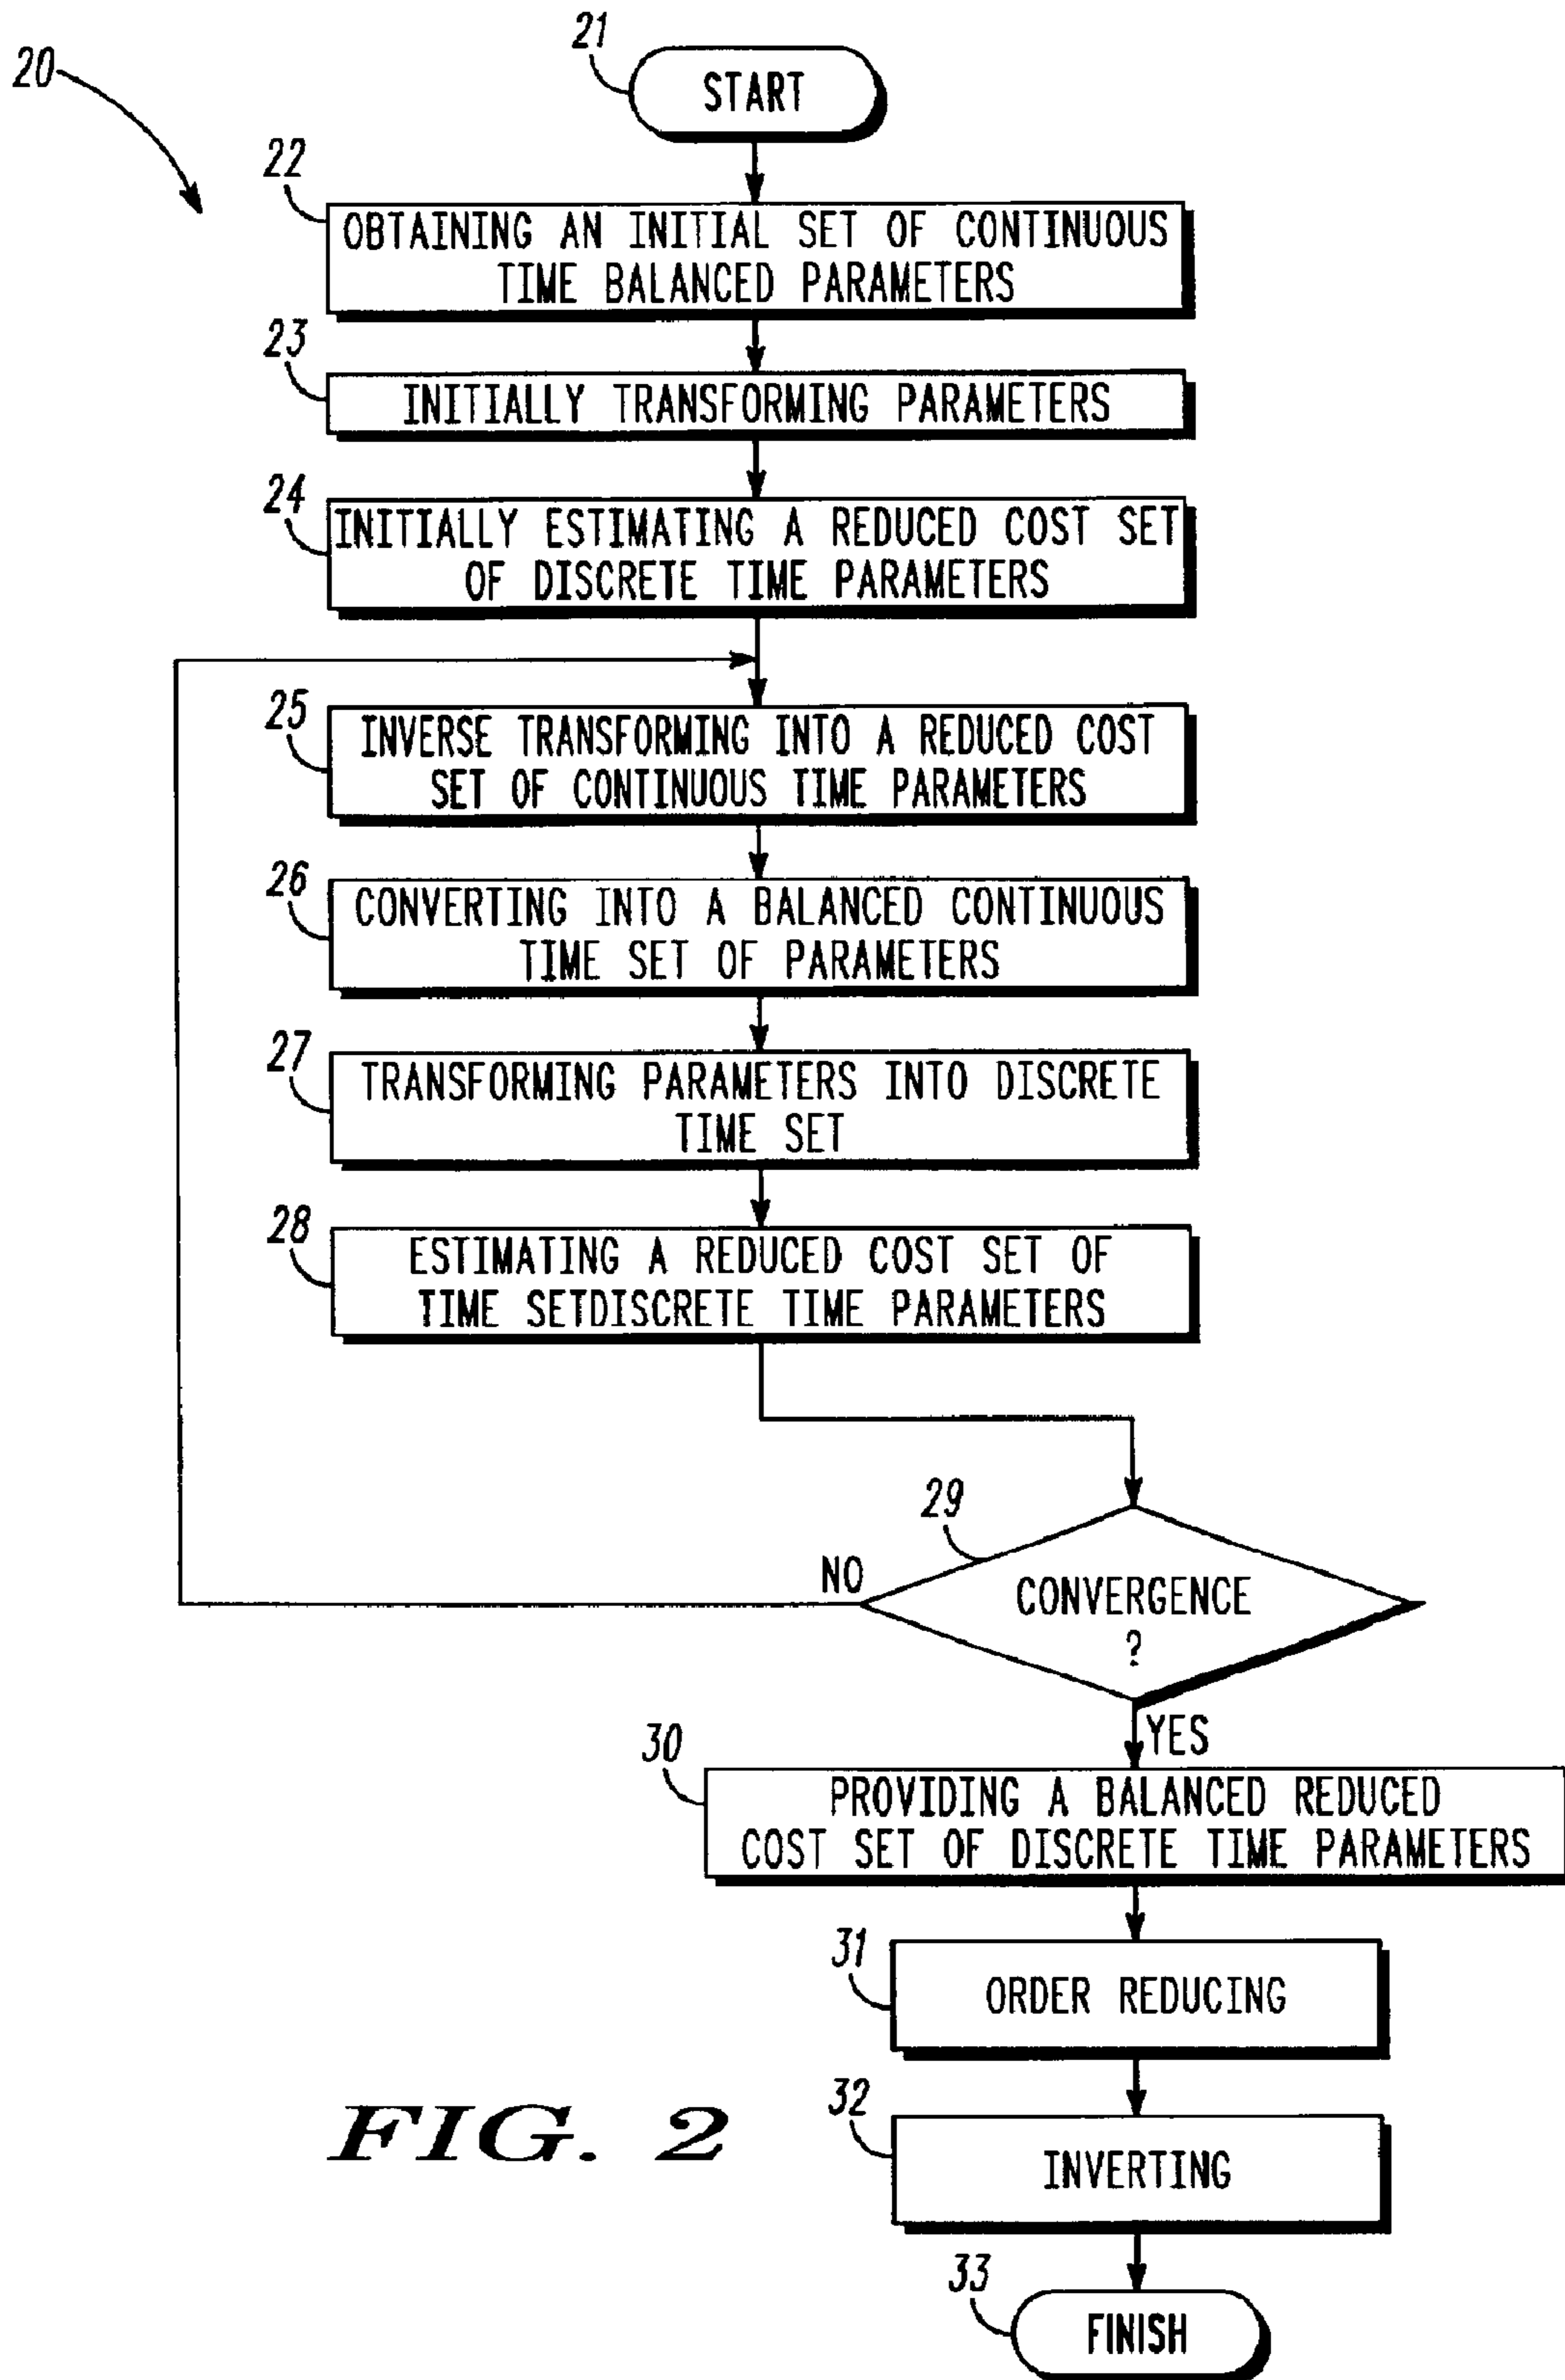 20
21
START
22
OBTAINING AN INITIAL SET OF CONTINUOUS
TIME BALANCED PARAMETERS
23
INITIALLY TRANSFORMING PARAMETERS
24
INITIALLY ESTIMATING A REDUCED COST SET
OF DISCRETE TIME PARAMETERS
25
INVERSE TRANSFORMING INTO A REDUCED COST
SET OF CONTINUOUS TIME PARAMETERS
26
CONVERTING INTO A BALANCED CONTINUOUS
TIME SET OF PARAMETERS
27
TRANSFORMING PARAMETERS INTO DISCRETE
TIME SET
28
ESTIMATING A REDUCED COST SET OF
TIME SETDISCRETE TIME PARAMETERS
29
NO
CONVERGENCE
?
YES
30
PROVIDING A BALANCED REDUCED
COST SET OF DISCRETE TIME PARAMETERS
31
ORDER REDUCING
32
INVERTING
33
FINISH
FIG. 2